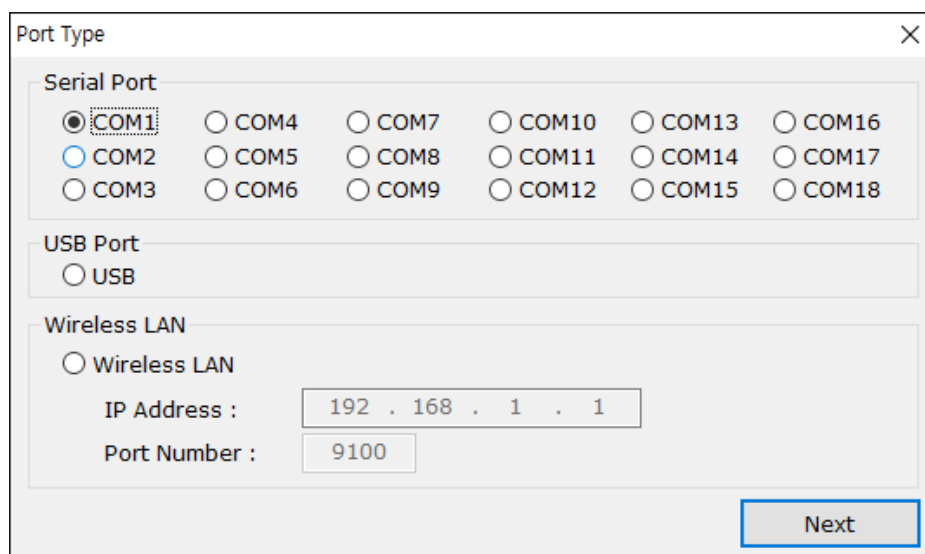 Port Type
Serial Port
COM1 COM4 COM7 COM10 COM13 COM16
COM2 COM5 COM8 COM11 COM14 COM17
COM3 COM6 COM9 COM12 COM15 COM18
USB Port
USB
Wireless LAN
Wireless LAN
IP Address : 192 . 168 . 1 . 1
Port Number : 9100
Next